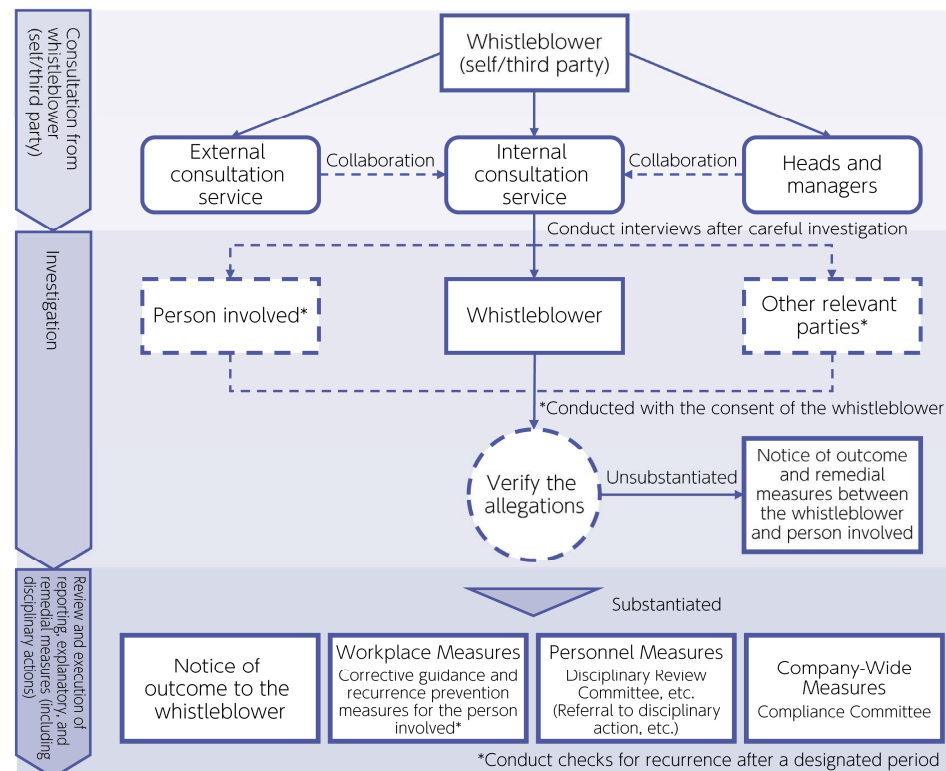 Consultation from
whistleblower
(self/third party)
Whistleblower
(self/third party)
External
consultation
service
Collaboration
Internal
consultation
service
Collaboration
Heads and
managers
Conduct interviews after careful investigation
Investigation
Person involved*
Whistleblower
Other relevant
parties*
*Conducted with the consent of the whistleblower
Verify the
allegations
Unsubstantiated
Notice of outcome
and remedial
measures between
the whistleblower
and person involved
Review and execution of
reporting, explanatory, and
remedial measures (including
disciplinary actions)
Substantiated
Notice of
outcome to the
whistleblower
Workplace Measures
Corrective guidance and
recurrence prevention
measures for the person
involved*
Personnel Measures
Disciplinary Review
Committee, etc.
(Referral to disciplinary
action, etc.)
Company-Wide
Measures
Compliance Committee
*Conduct checks for recurrence after a designated period